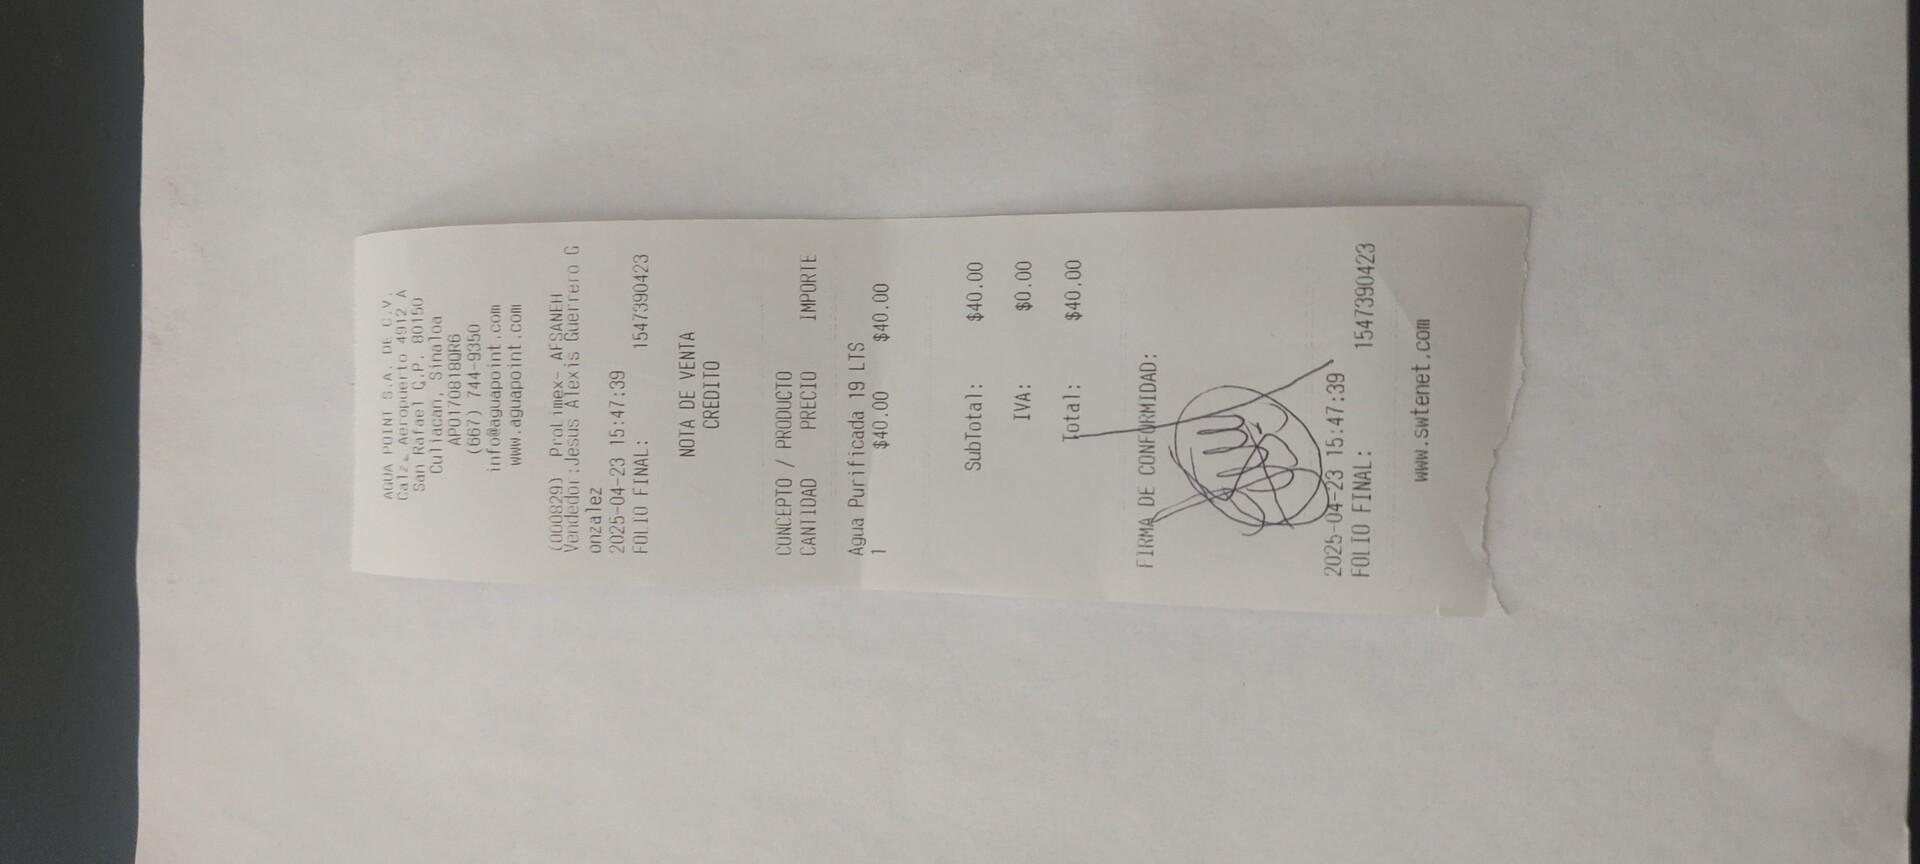 AGUA POINT S.A. DE C.V.
Calz. Aeropuerto 4912 A
San Rafael C.P. 80150
Culiacan, Sinaloa
APO170818QR6
(667) 744-9350
info@aguapoint.com
www.aguapoint.com
(000829) ProLimex- AFSANEH
Vendedor:Jesus Alexis Guerrero G
onzalez
2025-04-23 15:47:39
FOLIO FINAL: 1547390423
NOTA DE VENTA
CREDITO
CONCEPTO / PRODUCTO
CANTIDAD PRECIO IMPORTE
Agua Purificada 19 LTS
1 $40.00 $40.00
SubTotal: $40.00
IVA: $0.00
Total: $40.00
FIRMA DE CONFORMIDAD:
2025-04-23 15:47:39
FOLIO FINAL: 1547390423
www.swtenet.com